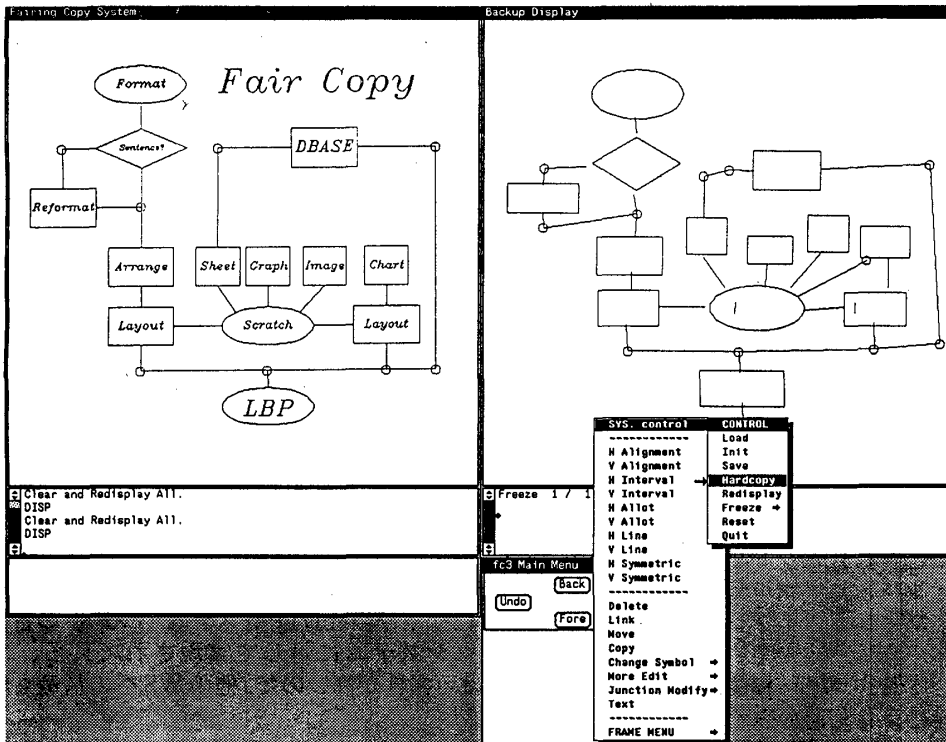 Fairing Copy System
Backup Display
Format
Fair Copy
Sentence?
DBASE
Reformat
Arrange
Sheet
Graph
Image
Chart
Layout
Scratch
Layout
LBP
Clear and Redisplay All.
DISP
Clear and Redisplay All.
DISP
Freeze 1 / 1
fc3 Main Menu
Back
Undo
Fore
SYS. control
------------
H Alignment
V Alignment
H Interval →
V Interval
H Allot
V Allot
H Line
V Line
H Symmetric
V Symmetric
------------
Delete
Link
Move
Copy
Change Symbol →
More Edit →
Junction Modify →
Text
------------
FRAME MENU →
CONTROL
Load
Init
Save
Hardcopy
Redisplay
Freeze →
Reset
Quit